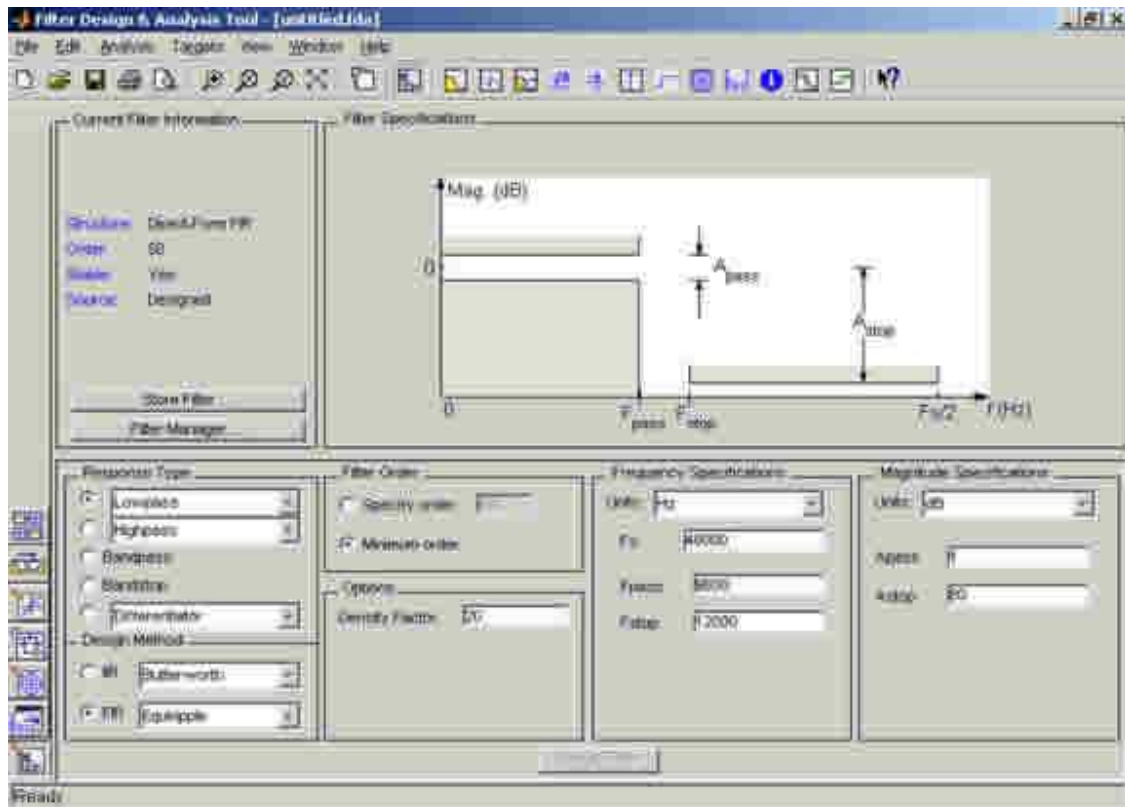 Filter Design & Analysis Tool - [untitled.fda]
File Edit Analysis Targets View Window Help
Current Filter Information
Structure: Direct-Form FIR
Order: 50
Stable: Yes
Source: Designed
Store Filter ...
Filter Manager ...
Filter Specifications
Mag. (dB)
0
A pass
A stop
0
F pass
F stop
Fs/2
f (Hz)
Response Type
Lowpass
Highpass
Bandpass
Bandstop
Differentiator
Design Method
IIR Butterworth
FIR Equiripple
Filter Order
Specify order:
Minimum order
Options
Density Factor: 20
Frequency Specifications
Units: Hz
Fs: 48000
Fpass: 9600
Fstop: 12000
Magnitude Specifications
Units: dB
Apass: 1
Astop: 80
Ready